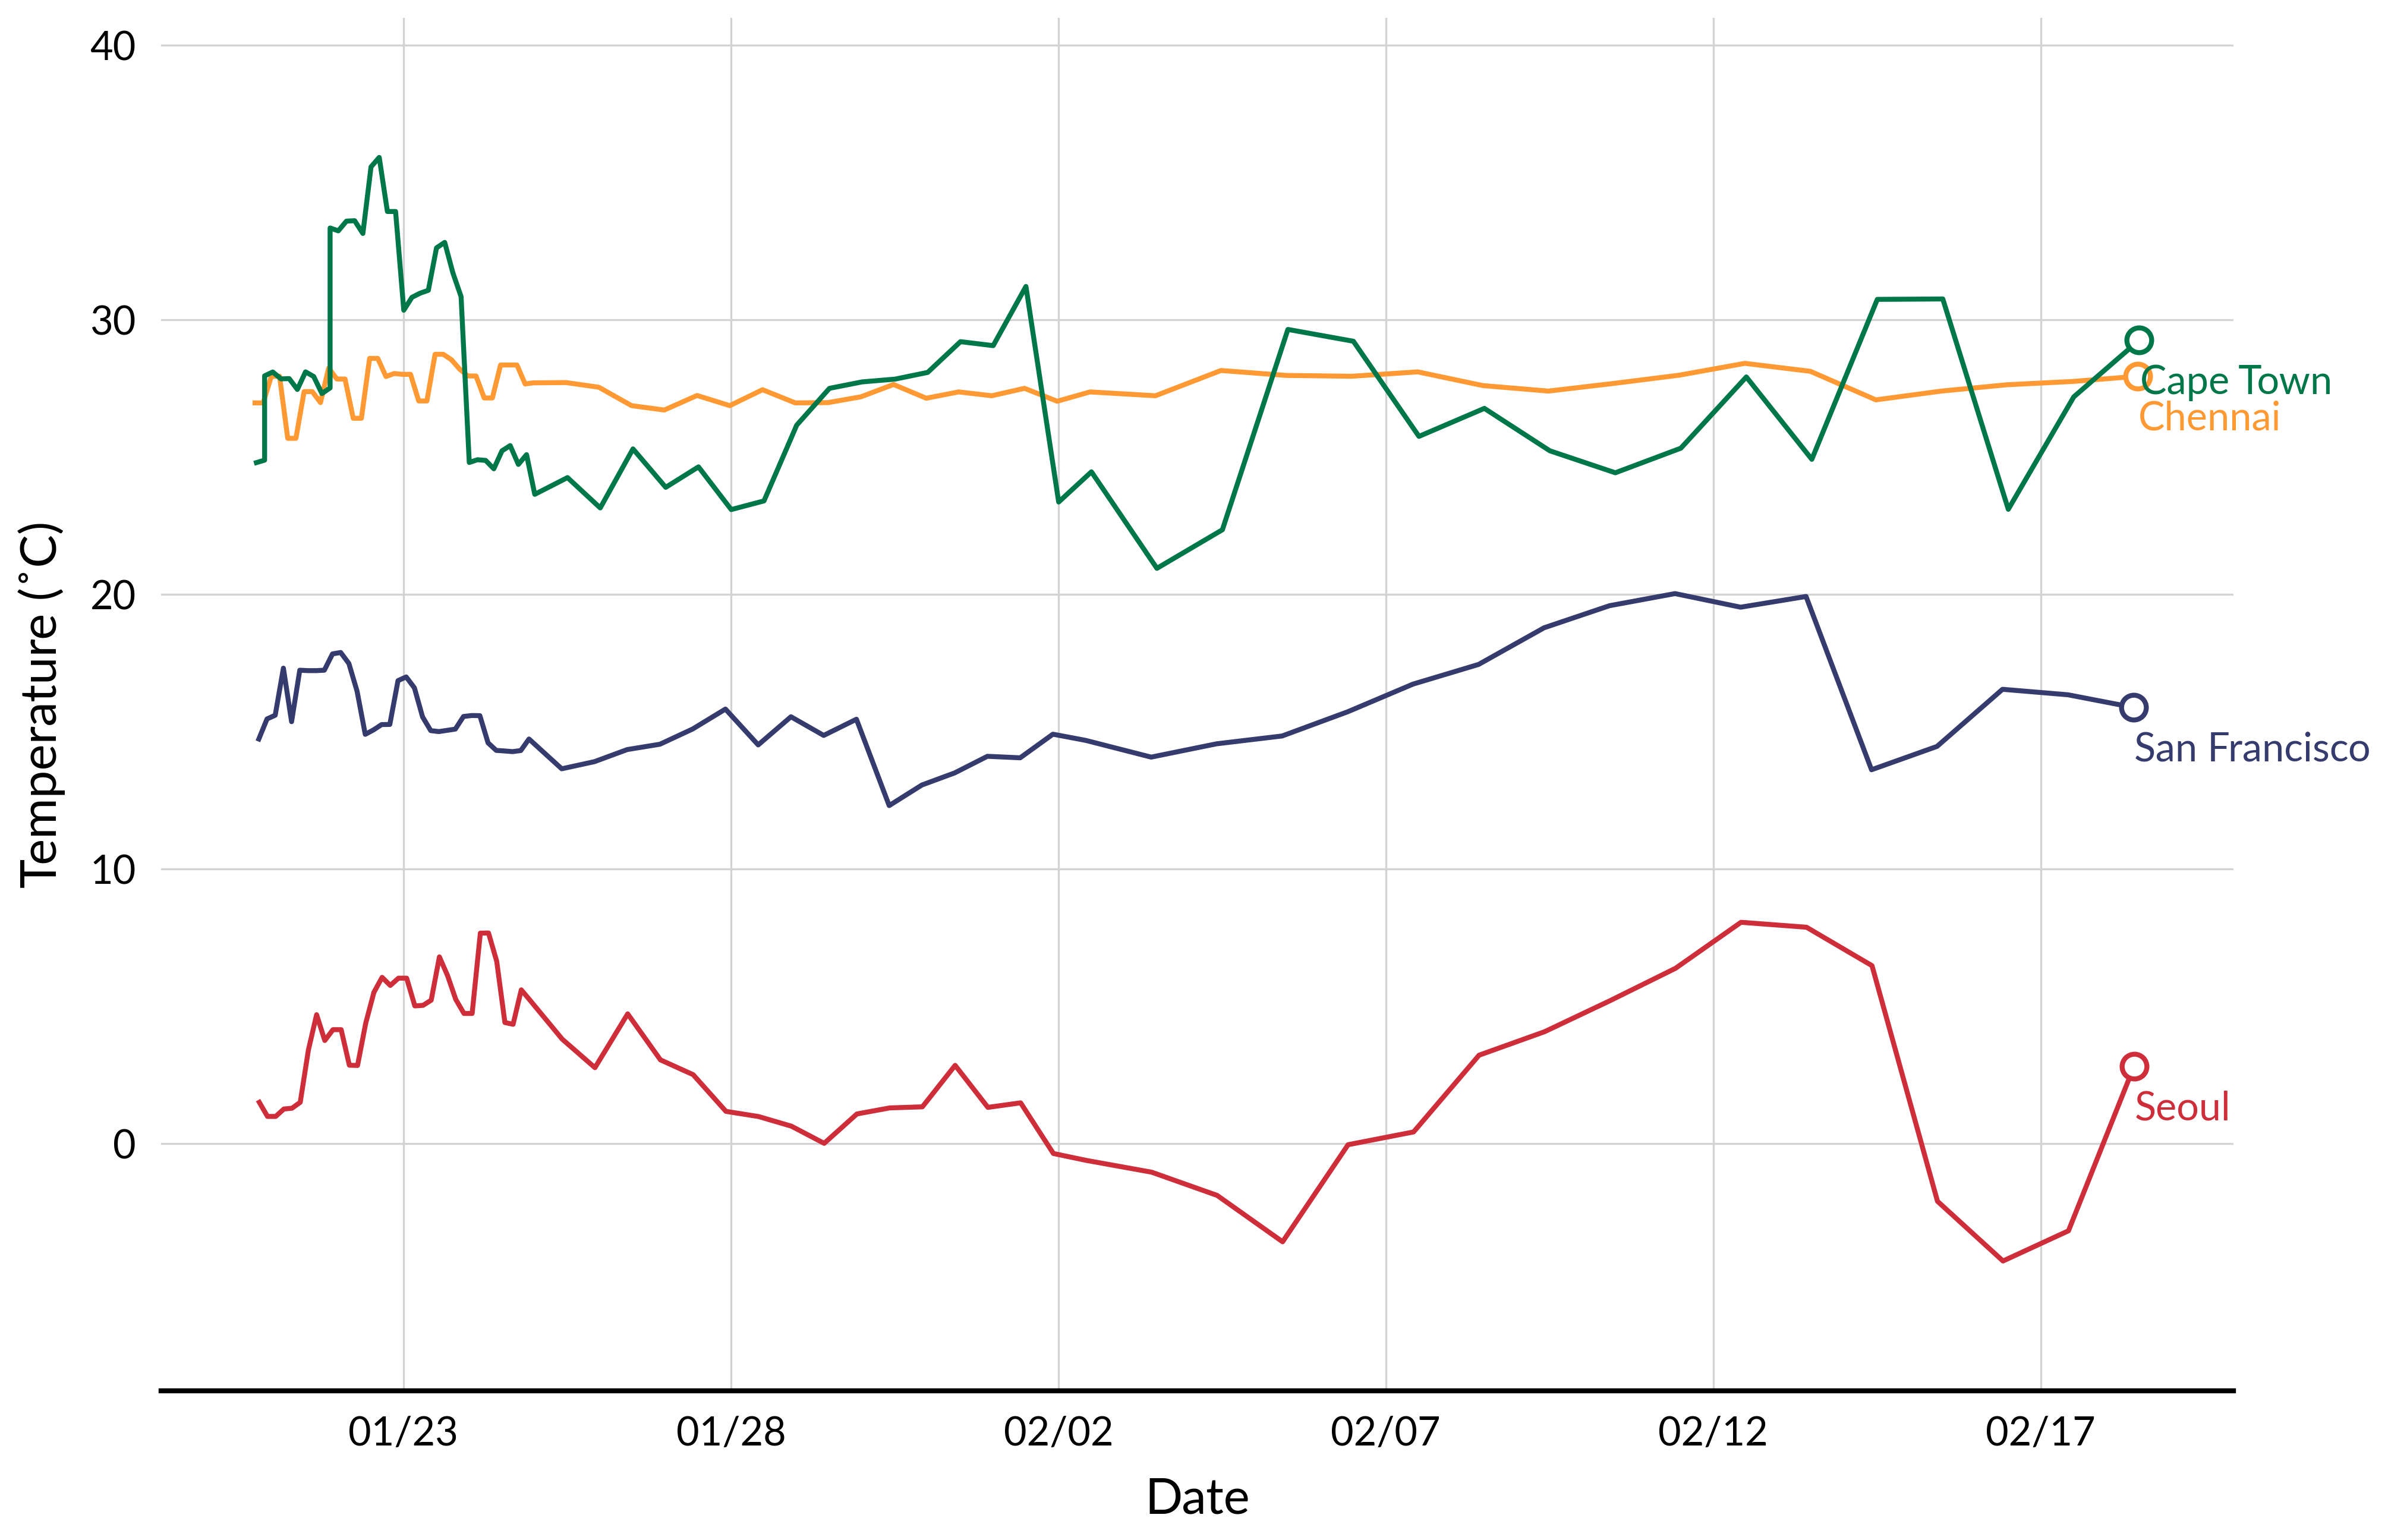 40
30
20
10
0
Temperature (°C)
Cape Town
Chennai
San Francisco
Seoul
01/23
01/28
02/02
02/07
02/12
02/17
Date